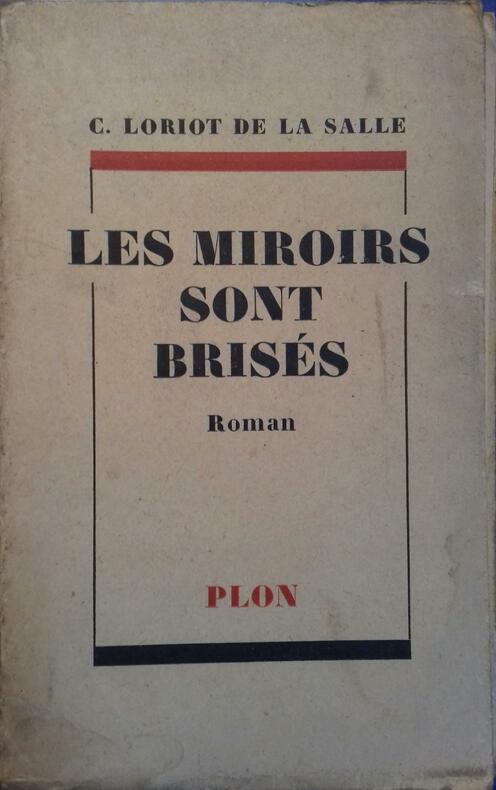 C. LORIOT DE LA SALLE
LES MIROIRS
SONT
BRISÉS
Roman
PLON